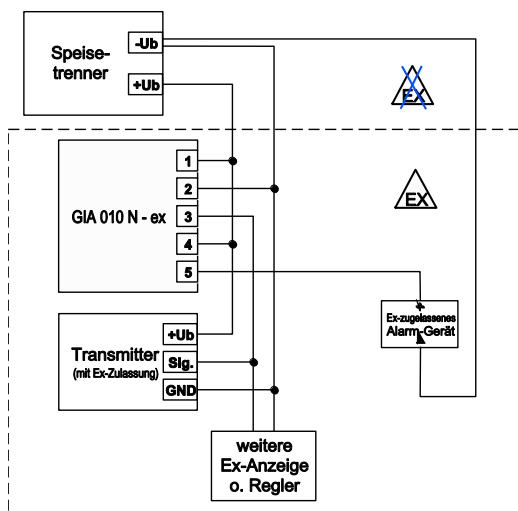 Speise-
trenner
-Ub
+Ub
EX
1
2
GIA 010 N - ex
3
4
5
EX
+
Ex-zugelassenes
Alarm-Gerät
+Ub
Transmitter
(mit Ex-Zulassung)
Sig.
GND
weitere
Ex-Anzeige
o. Regler